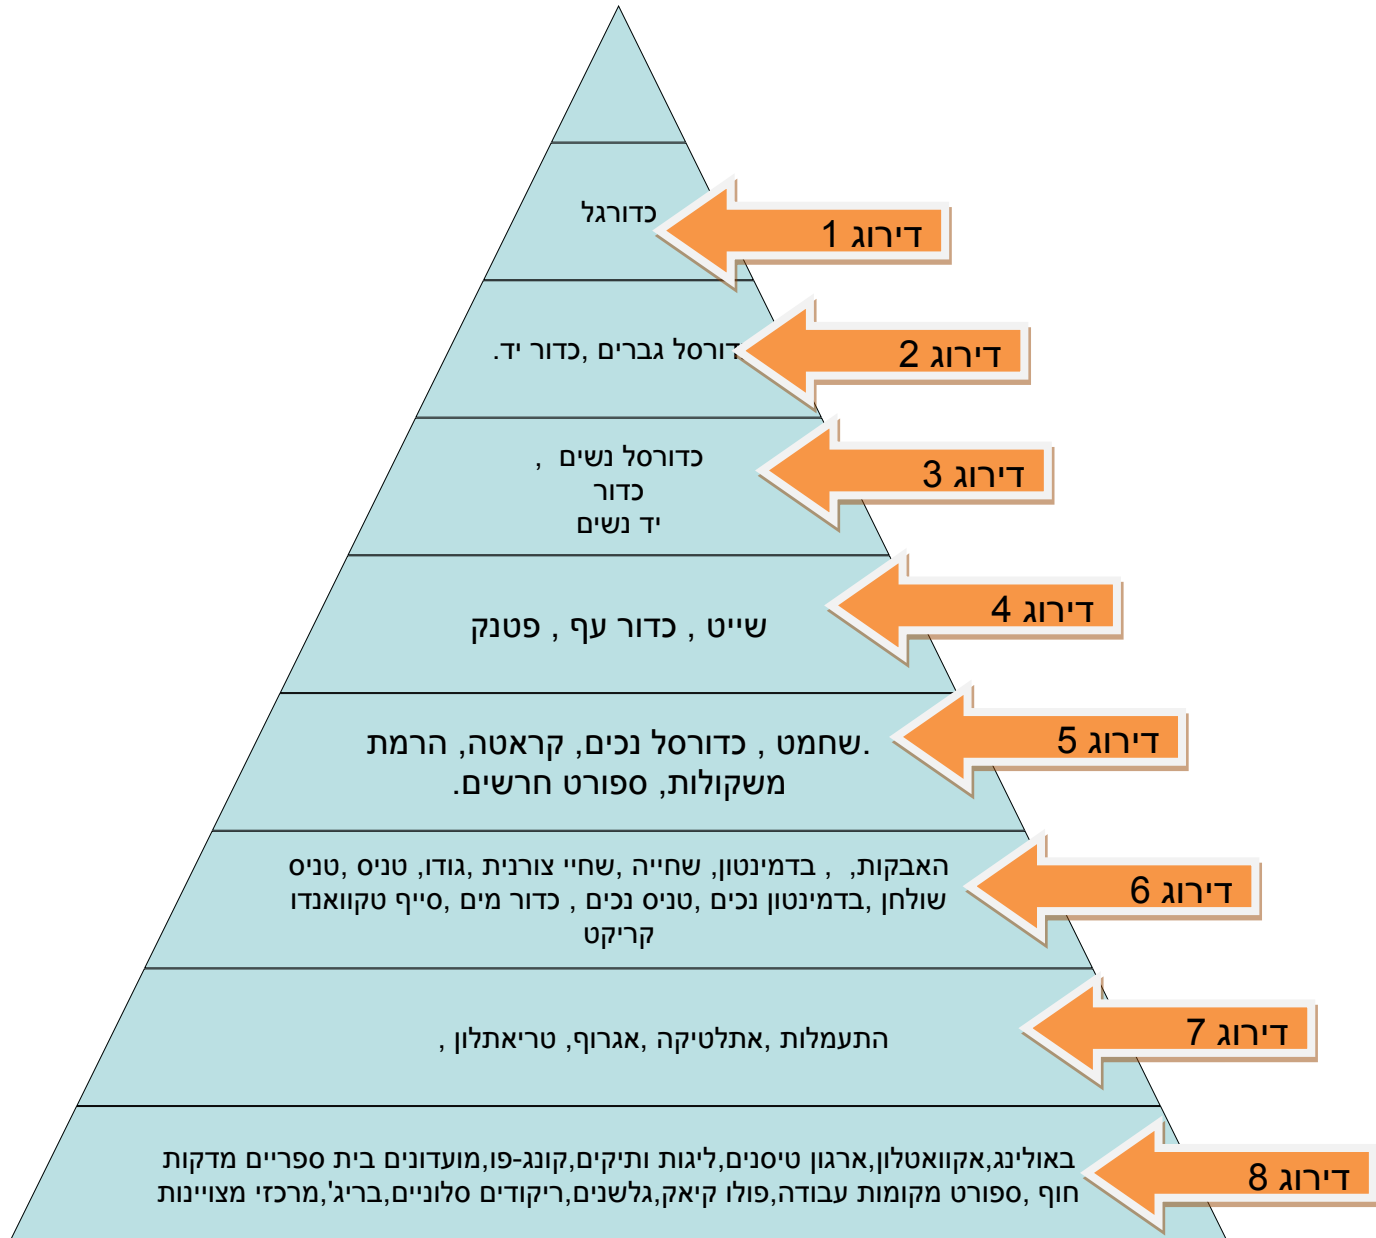 כדורגל
דירוג 1
דורסל גברים ,כדור יד.
דירוג 2
כדורסל נשים ,
כדור
יד נשים
דירוג 3
שייט , כדור עף , פטנק
דירוג 4
.שחמט , כדורסל נכים, קראטה, הרמת
משקולות, ספורט חרשים.
דירוג 5
האבקות, , בדמינטון, שחייה ,שחיי צורנית ,גודו, טניס ,טניס
שולחן ,בדמינטון נכים ,טניס נכים , כדור מים ,סייף טקוואנדו
קריקט
דירוג 6
התעמלות ,אתלטיקה ,אגרוף, טריאתלון ,
דירוג 7
באולינג,אקוואטלון,ארגון טיסנים,ליגות ותיקים,קונג-פו,מועדונים בית ספריים מדקות
חוף ,ספורט מקומות עבודה,פולו קיאק,גלשנים,ריקודים סלוניים,בריג',מרכזי מצויינות
דירוג 8